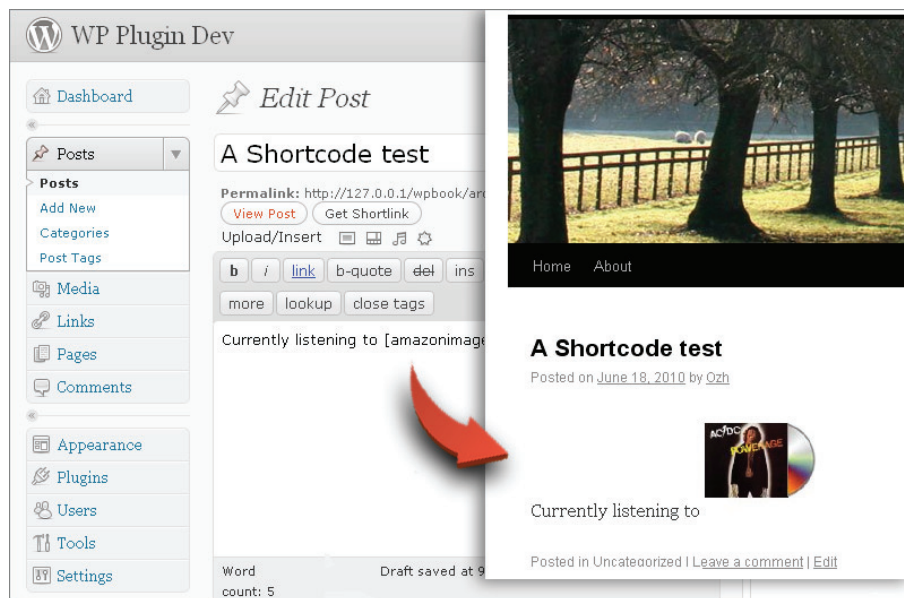 WP Plugin Dev
Dashboard
Posts
Posts
Add New
Categories
Post Tags
Media
Links
Pages
Comments
Appearance
Plugins
Users
Tools
Settings
Edit Post
A Shortcode test
Permalink: http://127.0.0.1/wpbook/arc
View Post Get Shortlink
Upload/Insert
b i link b-quote del ins
more lookup close tags
Currently listening to [amazonimage
Word Draft saved at 9
count: 5
Home About
A Shortcode test
Posted on June 18, 2010 by Ozh
AC/DC
POWERAGE
Currently listening to
Posted in Uncategorized | Leave a comment | Edit